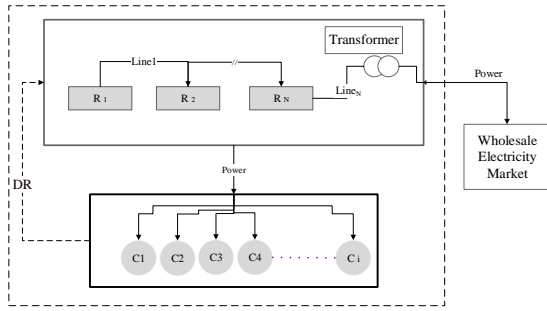 Transformer
Line1
//
R 1
R 2
R N
LineN
Power
Wholesale
Electricity
Market
Power
DR
C1
C2
C3
C4
C i